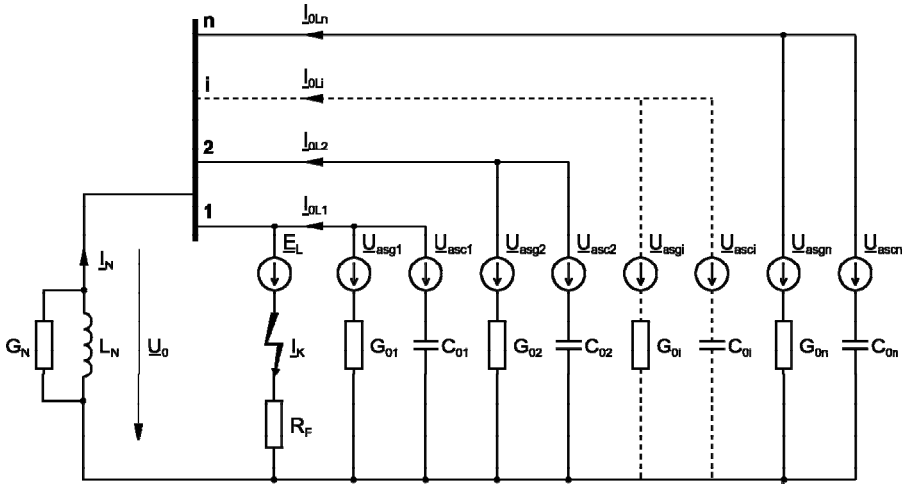 n I0Ln
i I0Li
2 I0L2
1 I0L1
EL Uasg1 Uasc1 Uasg2 Uasc2 Uasgi Uasci Uasgn Uascn
IN
GN LN U0 IK G01 C01 G02 C02 G0i C0i G0n C0n
RF